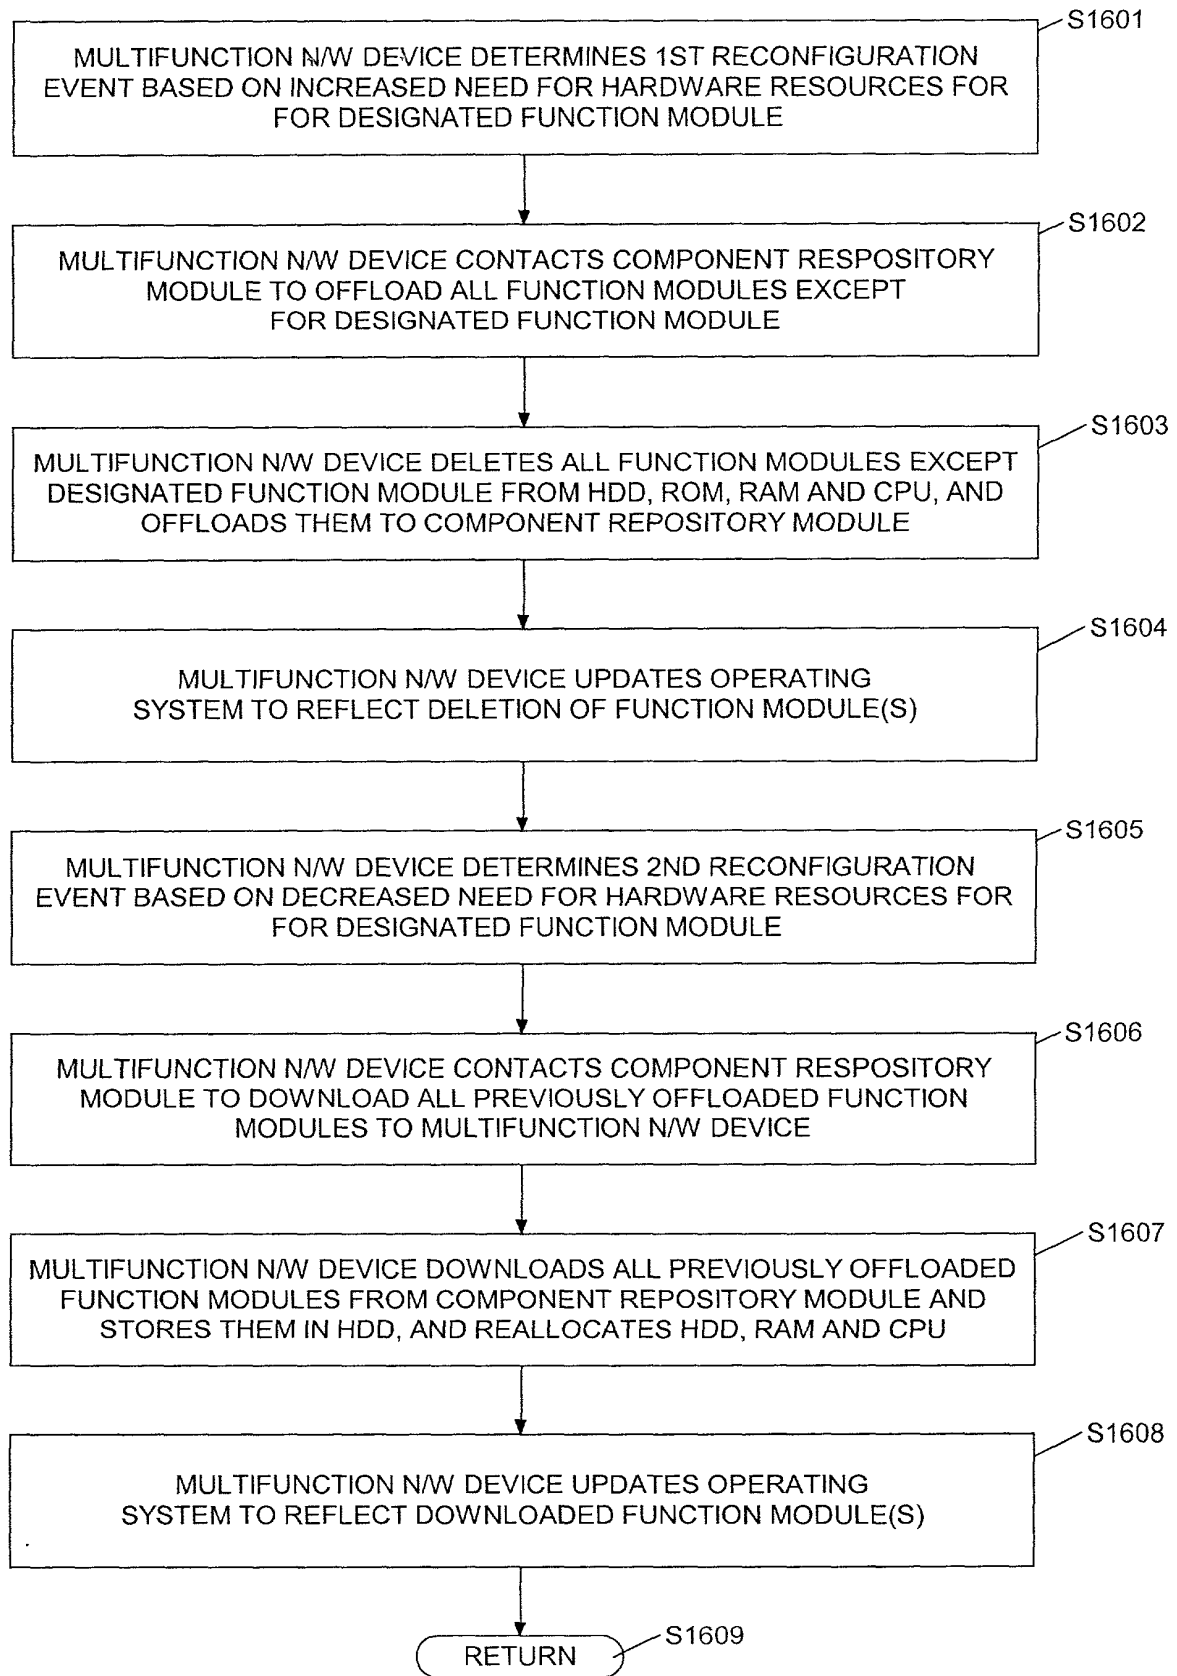 S1601
MULTIFUNCTION N/W DEVICE DETERMINES 1ST RECONFIGURATION
EVENT BASED ON INCREASED NEED FOR HARDWARE RESOURCES FOR
FOR DESIGNATED FUNCTION MODULE
S1602
MULTIFUNCTION N/W DEVICE CONTACTS COMPONENT RESPOSITORY
MODULE TO OFFLOAD ALL FUNCTION MODULES EXCEPT
FOR DESIGNATED FUNCTION MODULE
S1603
MULTIFUNCTION N/W DEVICE DELETES ALL FUNCTION MODULES EXCEPT
DESIGNATED FUNCTION MODULE FROM HDD, ROM, RAM AND CPU, AND
OFFLOADS THEM TO COMPONENT REPOSITORY MODULE
S1604
MULTIFUNCTION N/W DEVICE UPDATES OPERATING
SYSTEM TO REFLECT DELETION OF FUNCTION MODULE(S)
S1605
MULTIFUNCTION N/W DEVICE DETERMINES 2ND RECONFIGURATION
EVENT BASED ON DECREASED NEED FOR HARDWARE RESOURCES FOR
FOR DESIGNATED FUNCTION MODULE
S1606
MULTIFUNCTION N/W DEVICE CONTACTS COMPONENT RESPOSITORY
MODULE TO DOWNLOAD ALL PREVIOUSLY OFFLOADED FUNCTION
MODULES TO MULTIFUNCTION N/W DEVICE
S1607
MULTIFUNCTION N/W DEVICE DOWNLOADS ALL PREVIOUSLY OFFLOADED
FUNCTION MODULES FROM COMPONENT REPOSITORY MODULE AND
STORES THEM IN HDD, AND REALLOCATES HDD, RAM AND CPU
S1608
MULTIFUNCTION N/W DEVICE UPDATES OPERATING
SYSTEM TO REFLECT DOWNLOADED FUNCTION MODULE(S)
RETURN
S1609